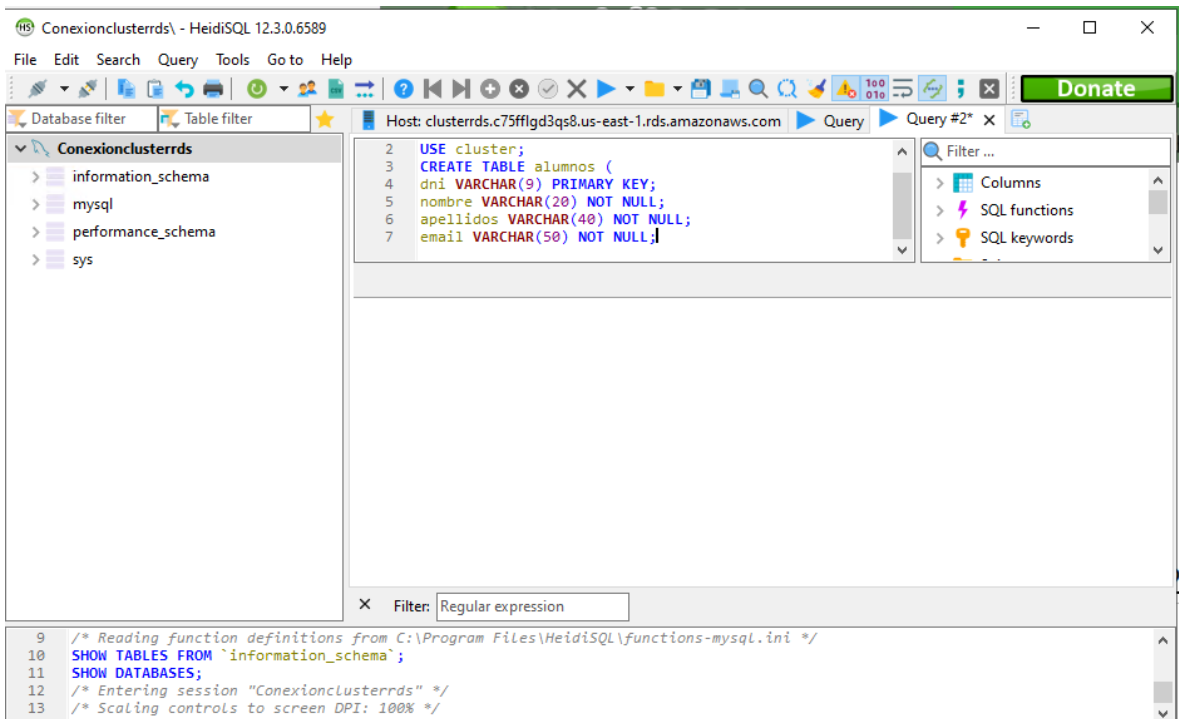 Conexionclusterrds\ - HeidiSQL 12.3.0.6589
File Edit Search Query Tools Go to Help
Donate
Database filter Table filter
Host: clusterrds.c75fflgd3qs8.us-east-1.rds.amazonaws.com Query Query #2*
Conexionclusterrds
information_schema
mysql
performance_schema
sys
2 USE cluster;
3 CREATE TABLE alumnos (
4 dni VARCHAR(9) PRIMARY KEY;
5 nombre VARCHAR(20) NOT NULL;
6 apellidos VARCHAR(40) NOT NULL;
7 email VARCHAR(50) NOT NULL;
Filter ...
Columns
SQL functions
SQL keywords
Filter: Regular expression
9 /* Reading function definitions from C:\Program Files\HeidiSQL\functions-mysql.ini */
10 SHOW TABLES FROM `information_schema`;
11 SHOW DATABASES;
12 /* Entering session "Conexionclusterrds" */
13 /* Scaling controls to screen DPI: 100% */